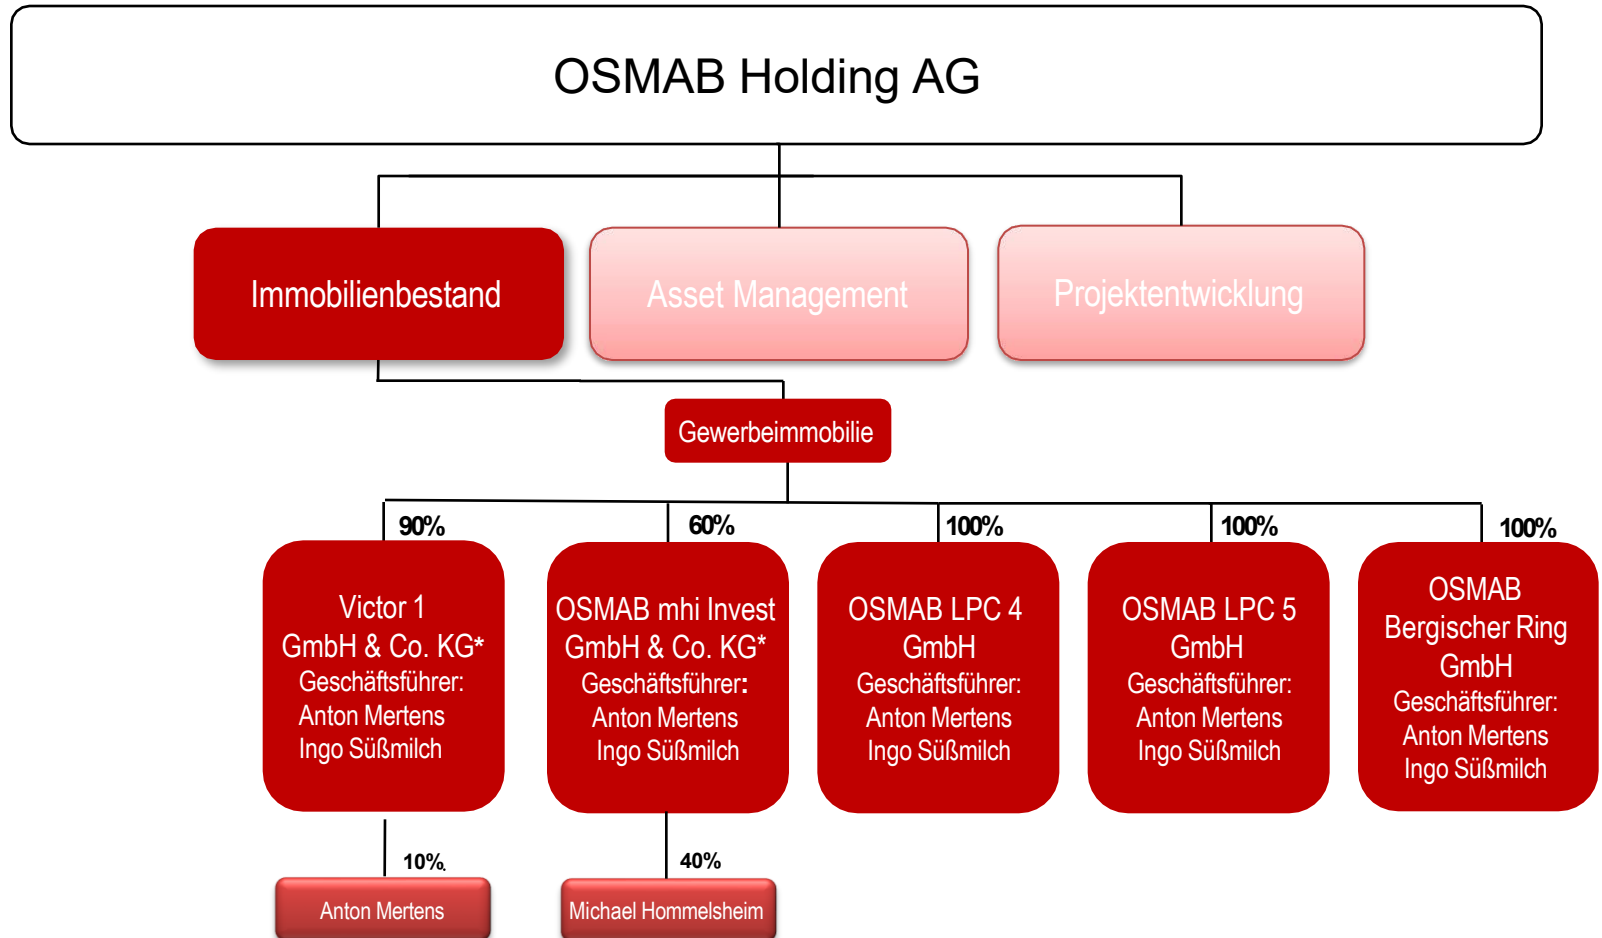 OSMAB Holding AG
Immobilienbestand
Asset Management
Projektentwicklung
Gewerbeimmobilie
90%
60%
100%
100%
100%
Victor 1
GmbH & Co. KG*
Geschäftsführer:
Anton Mertens
Ingo Süßmilch
OSMAB mhi Invest
GmbH & Co. KG*
Geschäftsführer:
Anton Mertens
Ingo Süßmilch
OSMAB LPC 4
GmbH
Geschäftsführer:
Anton Mertens
Ingo Süßmilch
OSMAB LPC 5
GmbH
Geschäftsführer:
Anton Mertens
Ingo Süßmilch
OSMAB
Bergischer Ring
GmbH
Geschäftsführer:
Anton Mertens
Ingo Süßmilch
10%.
40%
Anton Mertens
Michael Hommelsheim